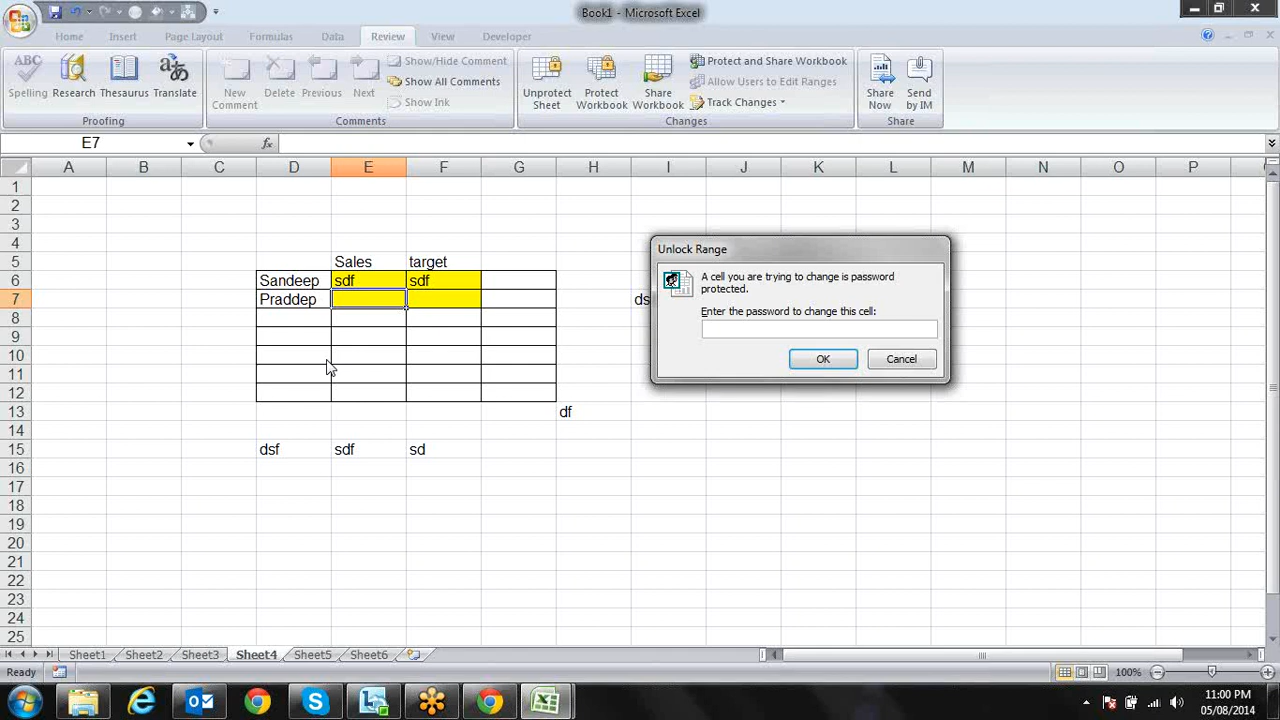 Book1 - Microsoft Excel
Home Insert Page Layout Formulas Data Review View Developer
ABC
Spelling Research Thesaurus Translate
Proofing
New Comment Delete Previous Next
Show/Hide Comment
Show All Comments
Show Ink
Comments
Unprotect Sheet Protect Workbook Share Workbook
Protect and Share Workbook
Allow Users to Edit Ranges
Track Changes
Changes
Share Now Send by IM
Share
E7 fx
A B C D E F G H I J K L M N O P
1
2
3
4
5 Sales target
6 Sandeep sdf sdf
7 Praddep ds
8
9
10
11
12
13 df
14
15 dsf sdf sd
16
17
18
19
20
21
22
23
24
25
Unlock Range
A cell you are trying to change is password
protected.
Enter the password to change this cell:
OK Cancel
Sheet1 Sheet2 Sheet3 Sheet4 Sheet5 Sheet6
Ready 100%
11:00 PM
05/08/2014